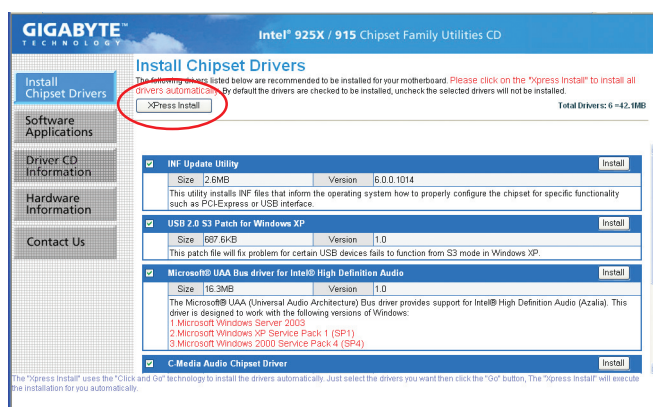 GIGABYTE™
TECHNOLOGY
Intel® 925X / 915 Chipset Family Utilities CD
Install
Chipset Drivers
Software
Applications
Driver CD
Information
Hardware
Information
Contact Us
Install Chipset Drivers
The following drivers listed below are recommended to be installed for your motherboard. Please click on the "Xpress Install" to install all
drivers automatically. By default the drivers are checked to be installed, uncheck the selected drivers will not be installed.
XPress Install
Total Drivers: 6 =42.1MB
INF Update Utility Install
Size 2.6MB Version 6.0.0.1014
This utility installs INF files that inform the operating system how to properly configure the chipset for specific functionality
such as PCI-Express or USB interface.
USB 2.0 S3 Patch for Windows XP Install
Size 687.6KB Version 1.0
This patch file will fix problem for certain USB devices fails to function from S3 mode in Windows XP.
Microsoft® UAA Bus driver for Intel® High Definition Audio Install
Size 16.3MB Version 1.0
The Microsoft® UAA (Universal Audio Architecture) Bus driver provides support for Intel® High Definition Audio (Azalia). This
driver is designed to work with the following versions of Windows:
1.Microsoft Windows Server 2003
2.Microsoft Windows XP Service Pack 1 (SP1)
3.Microsoft Windows 2000 Service Pack 4 (SP4)
C-Media Audio Chipset Driver Install
The "Xpress Install" uses the "Click and Go" technology to install the drivers automatically. Just select the drivers you want then click the "Go" button, The "Xpress Install" will execute
the installation for you automatically.